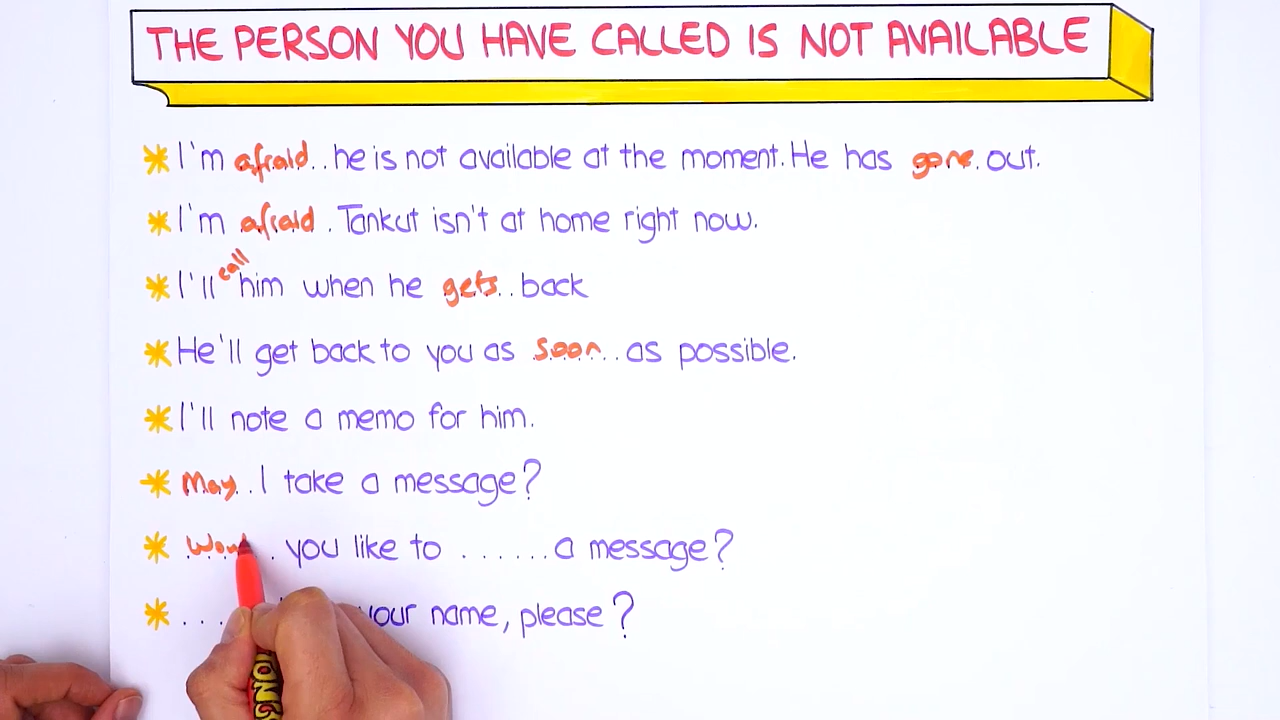 THE PERSON YOU HAVE CALLED IS NOT AVAILABLE
I'm afraid..he is not available at the moment. He has gone. out.
I'm afraid. Tankut isn't at home right now.
I'll call him when he gets..back
He'll get back to you as soon..as possible.
I'll note a memo for him.
May..I take a message?
Wou. you like to ......a message?
... your name, please?